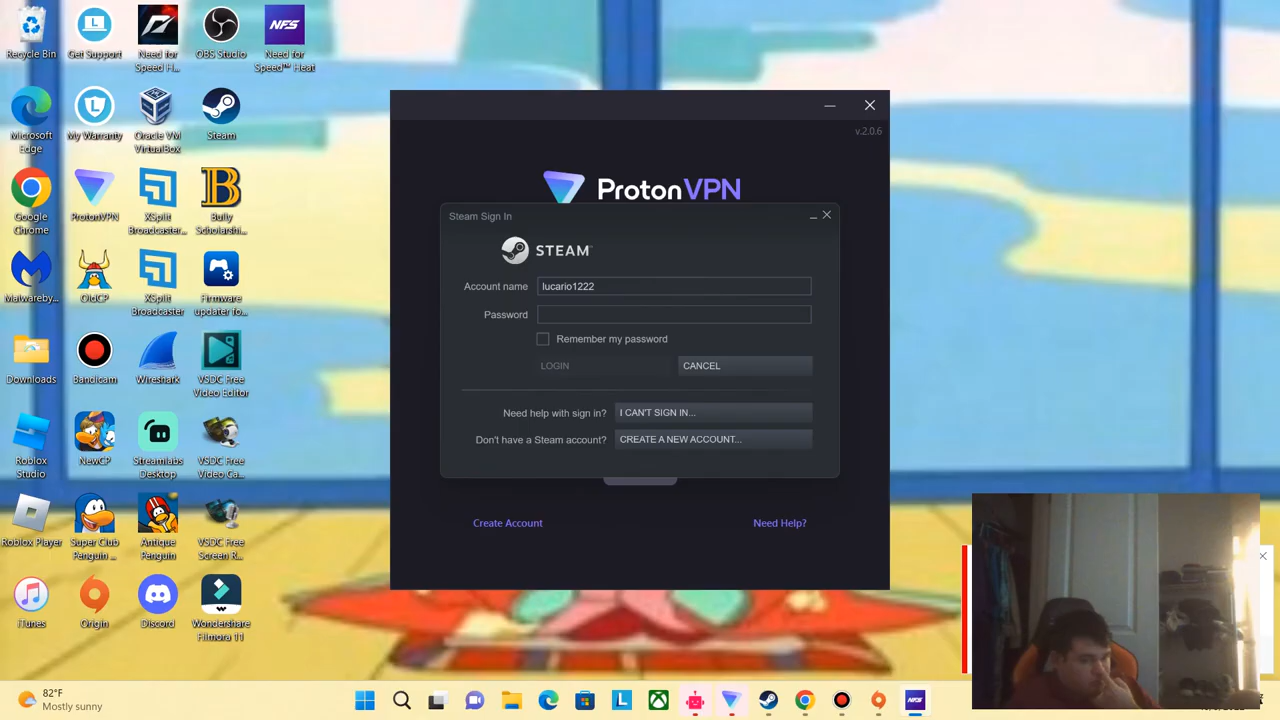 Recycle Bin
Get Support
Need for
Speed H...
OBS Studio
NFS
Need for
Speed™ Heat
Microsoft
Edge
My Warranty
Oracle VM
VirtualBox
Steam
Google
Chrome
ProtonVPN
XSplit
Broadcaster...
Bully
Scholarshi...
Malwareby...
OldCP
XSplit
Broadcaster
Firmware
updater fo...
Downloads
Bandicam
Wireshark
VSDC Free
Video Editor
Roblox
Studio
NewCP
Streamlabs
Desktop
VSDC Free
Video Ca...
Roblox Player
Super Club
Penguin ...
Antique
Penguin
VSDC Free
Screen R...
iTunes
Origin
Discord
Wondershare
Filmora 11
v.2.0.6
ProtonVPN
Steam Sign In
STEAM™
Account name
lucario1222
Password
Remember my password
LOGIN
CANCEL
Need help with sign in?
I CAN'T SIGN IN...
Don't have a Steam account?
CREATE A NEW ACCOUNT...
Create Account
Need Help?
82°F
Mostly sunny
L
NFS